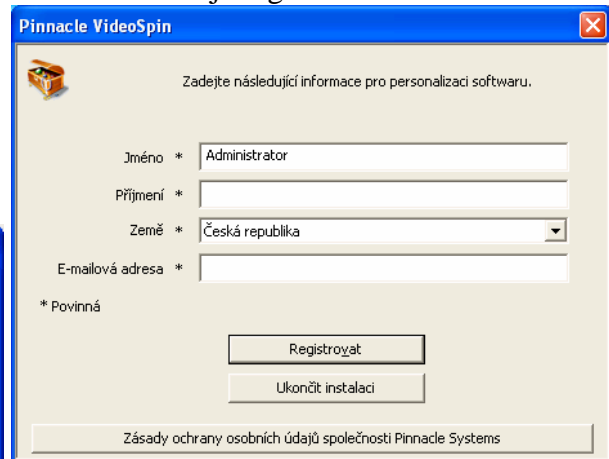 Pinnacle VideoSpin
Zadejte následující informace pro personalizaci softwaru.
Jméno * Administrator
Příjmení *
Země * Česká republika
E-mailová adresa *
* Povinná
Registrovat
Ukončit instalaci
Zásady ochrany osobních údajů společnosti Pinnacle Systems